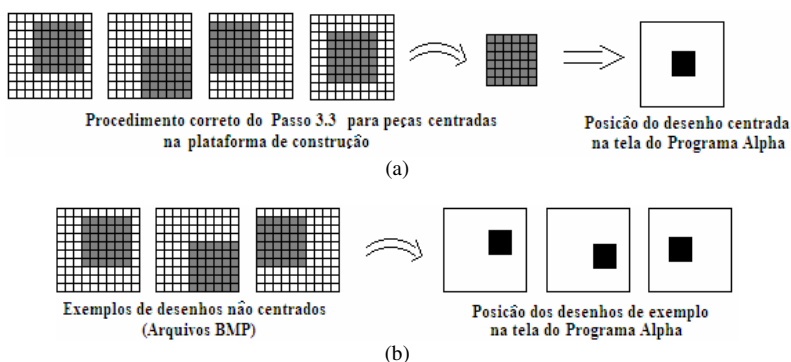 Procedimento correto do Passo 3.3 para peças centradas
na plataforma de construção
Posicão do desenho centrada
na tela do Programa Alpha
(a)
Exemplos de desenhos não centrados
(Arquivos BMP)
Posicão dos desenhos de exemplo
na tela do Programa Alpha
(b)